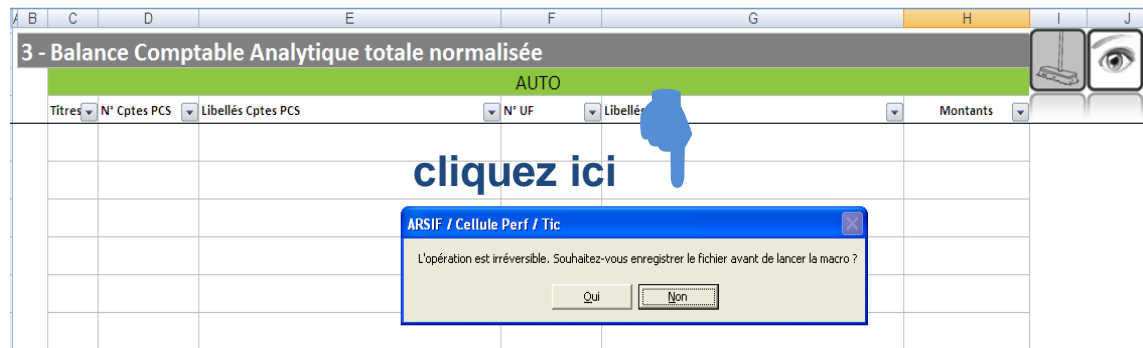 A B C D E F G H I J
3 - Balance Comptable Analytique totale normalisée
AUTO
Titres N° Cptes PCS Libellés Cptes PCS N° UF Libellés Montants
cliquez ici
ARSIF / Cellule Perf / Tic
L'opération est irréversible. Souhaitez-vous enregistrer le fichier avant de lancer la macro ?
Oui Non